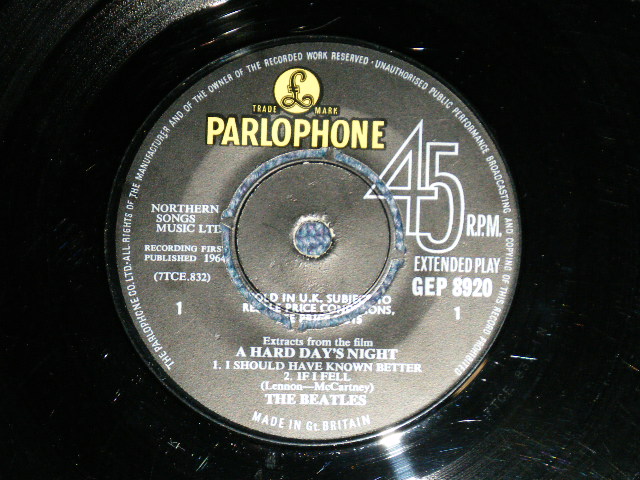 THE PARLOPHONE CO. LTD.· ALL RIGHTS OF THE MANUFACTURER AND OF THE OWNER OF THE RECORDED WORK RESERVED · UNAUTHORISED PUBLIC PERFORMANCE BROADCASTING AND COPYING OF THIS RECORD PROHIBITED
£
TRADE MARK
PARLOPHONE
45
R.P.M.
EXTENDED PLAY
GEP 8920
NORTHERN
SONGS
MUSIC LTD
RECORDING FIRS
PUBLISHED 1964
(7TCE.832)
1
1
OLD IN U.K. SUBJECT TO
PRICE CONDITIONS,
Extracts from the film
A HARD DAY'S NIGHT
1. I SHOULD HAVE KNOWN BETTER
2. IF I FELL
(Lennon—McCartney)
THE BEATLES
MADE IN Gt. BRITAIN